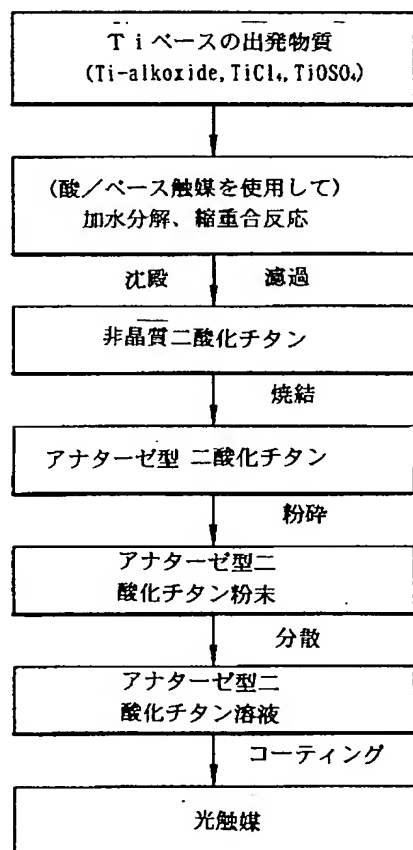 Tiベースの出発物質
(Ti-alkoxide, TiCl₄, TiOSO₄)
(酸／ベース触媒を使用して)
加水分解、縮重合反応
沈殿 濾過
非晶質二酸化チタン
焼結
アナターゼ型 二酸化チタン
粉砕
アナターゼ型二
酸化チタン粉末
分散
アナターゼ型二
酸化チタン溶液
コーティング
光触媒